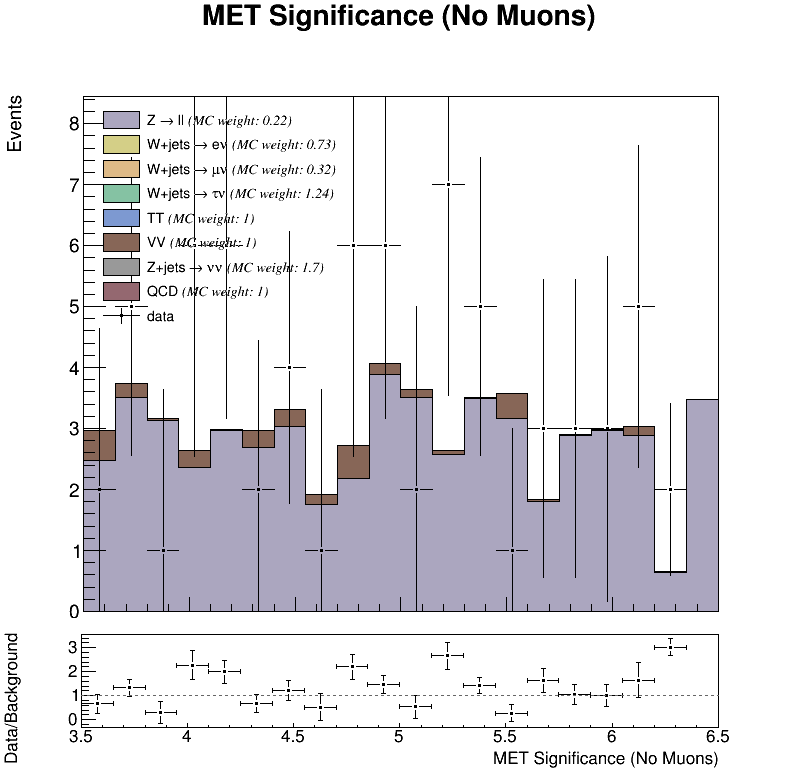 MET Significance (No Muons)
Events
8
7
6
5
4
3
2
1
0
Z → ll (MC weight: 0.22)
W+jets → eν (MC weight: 0.73)
W+jets → μν (MC weight: 0.32)
W+jets → τν (MC weight: 1.24)
TT (MC weight: 1)
VV (MC weight: 1)
Z+jets → νν (MC weight: 1.7)
QCD (MC weight: 1)
data
Data/Background
3
2
1
0
3.5 4 4.5 5 5.5 6 6.5
MET Significance (No Muons)